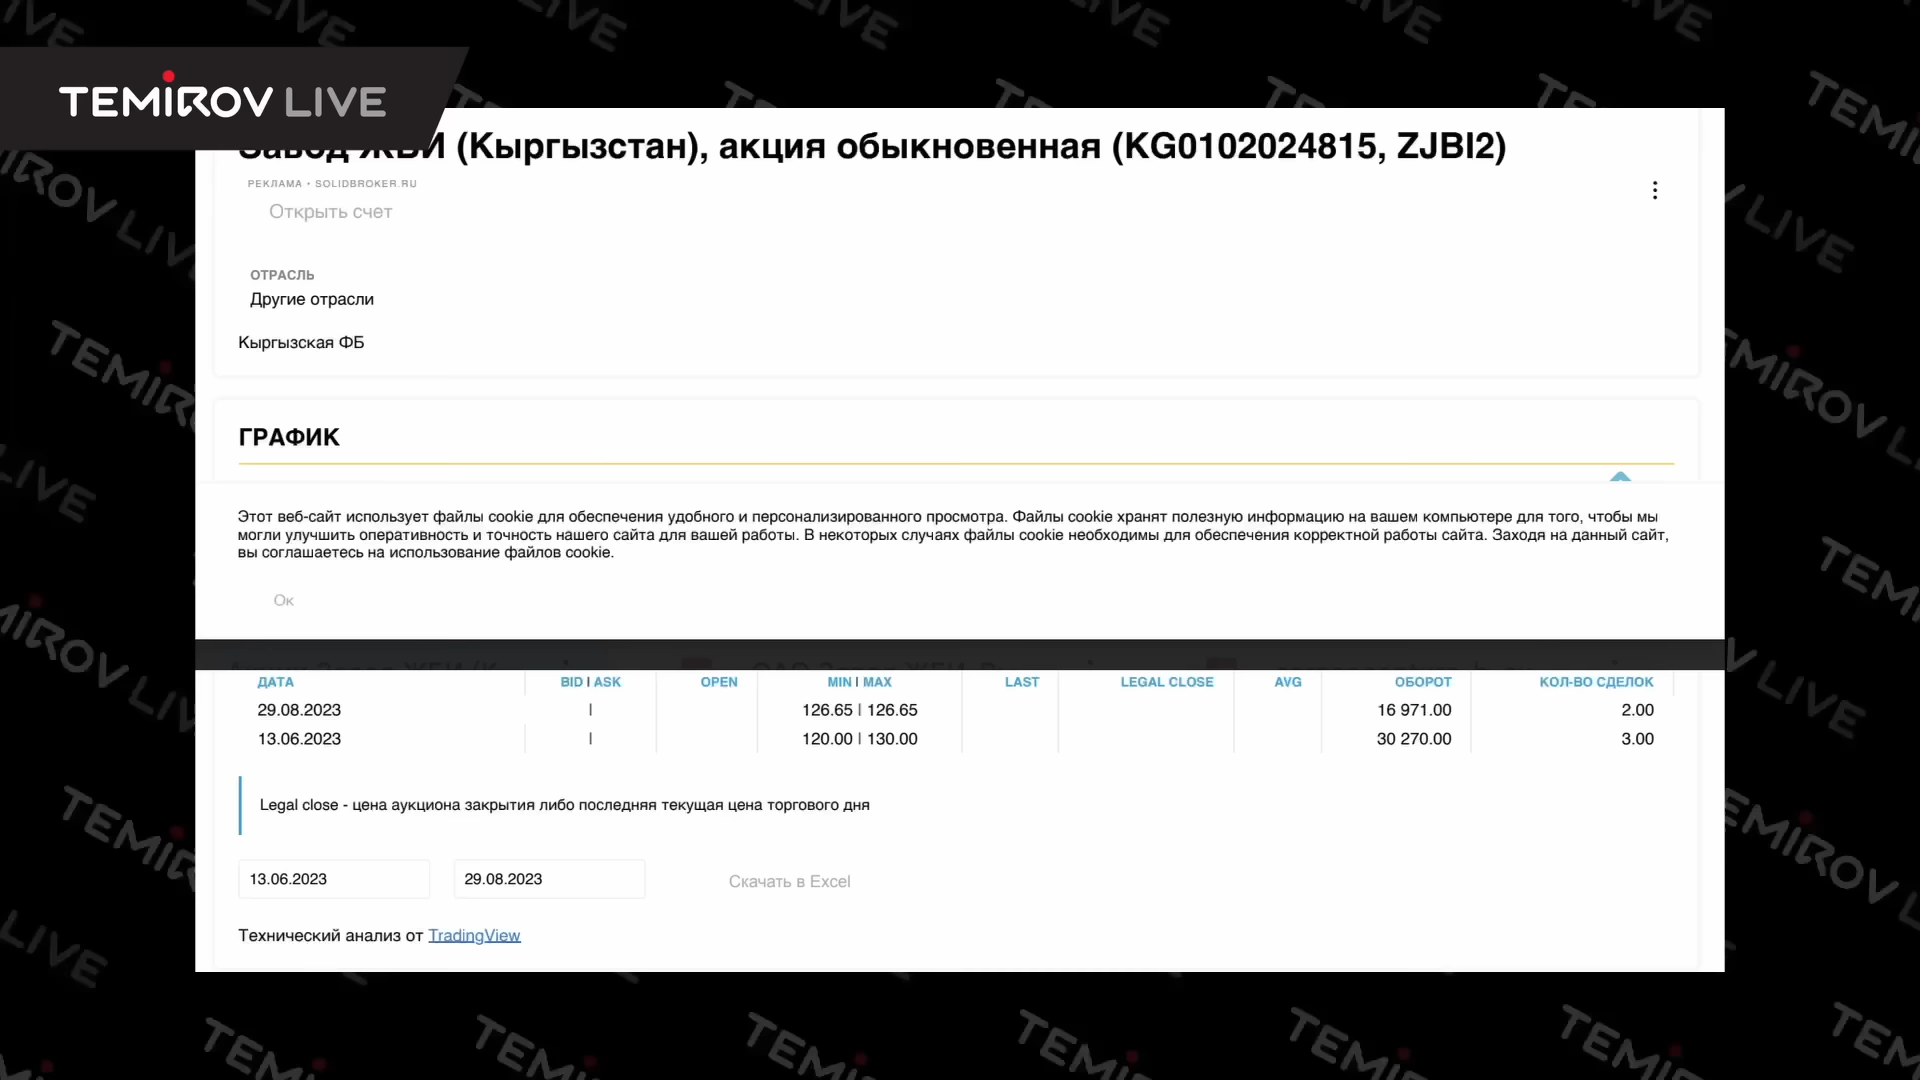 TEMIROV LIVE
Завод ЖБИ (Кыргызстан), акция обыкновенная (KG0102024815, ZJBI2)
РЕКЛАМА • SOLIDBROKER.RU
Открыть счет
ОТРАСЛЬ
Другие отрасли
Кыргызская ФБ
ГРАФИК
Этот веб-сайт использует файлы cookie для обеспечения удобного и персонализированного просмотра. Файлы cookie хранят полезную информацию на вашем компьютере для того, чтобы мы
могли улучшить оперативность и точность нашего сайта для вашей работы. В некоторых случаях файлы cookie необходимы для обеспечения корректной работы сайта. Заходя на данный сайт,
вы соглашаетесь на использование файлов cookie.
Ок
ДАТА BID | ASK OPEN MIN | MAX LAST LEGAL CLOSE AVG ОБОРОТ КОЛ-ВО СДЕЛОК
29.08.2023 | 126.65 | 126.65 16 971.00 2.00
13.06.2023 | 120.00 | 130.00 30 270.00 3.00
Legal close - цена аукциона закрытия либо последняя текущая цена торгового дня
13.06.2023 29.08.2023 Скачать в Excel
Технический анализ от TradingView